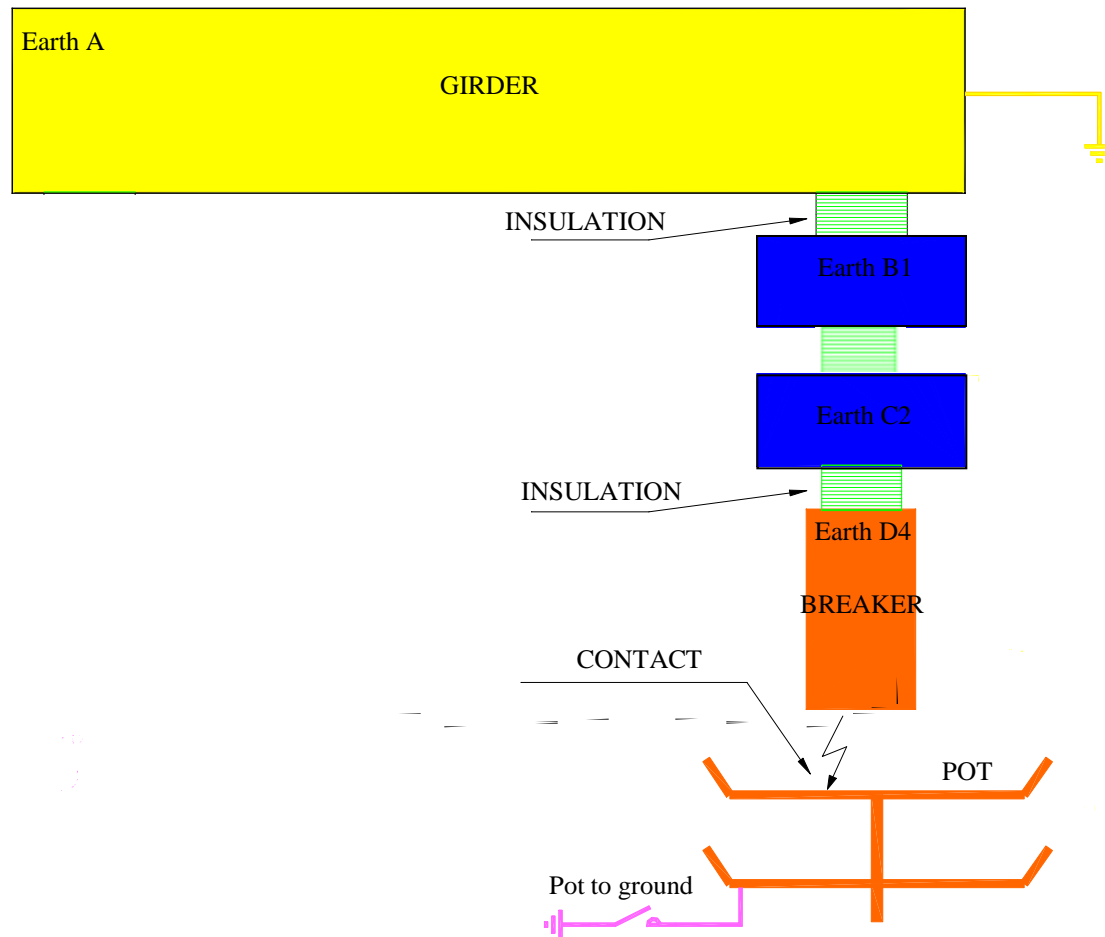 Earth A
GIRDER
INSULATION
Earth B1
Earth C2
INSULATION
Earth D4
BREAKER
CONTACT
POT
Pot to ground